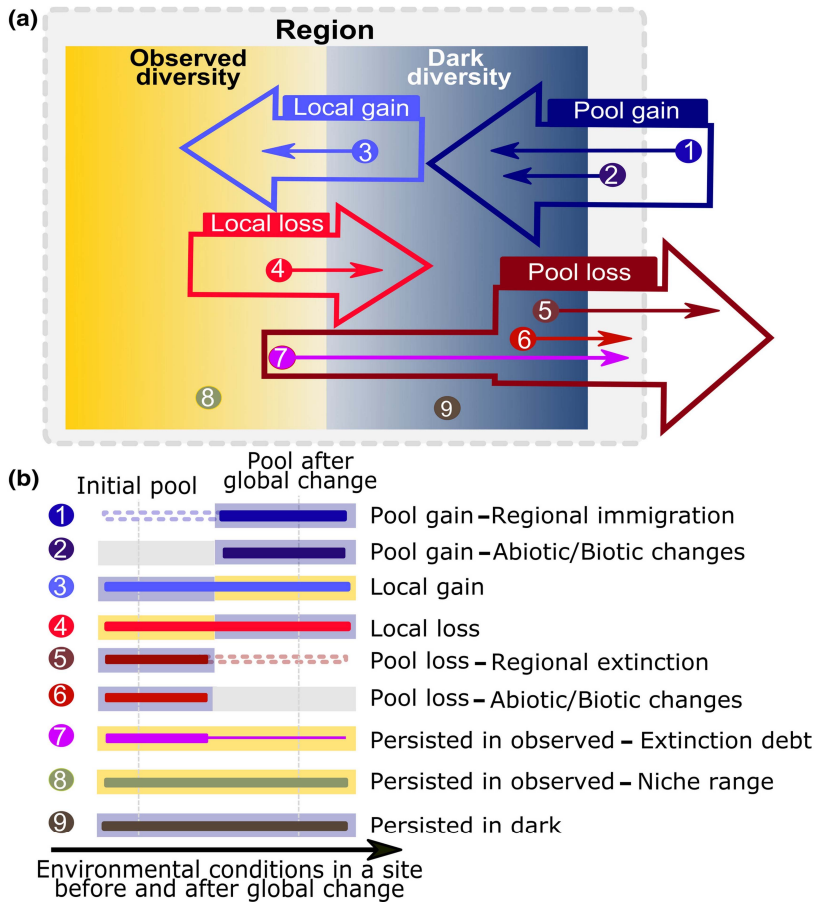 (a)
Region
Observed
diversity
Dark
diversity
Local gain
Pool gain
3
1
2
Local loss
4
Pool loss
5
6
7
8
9
(b)
Initial pool
Pool after
global change
1 Pool gain – Regional immigration
2 Pool gain – Abiotic/Biotic changes
3 Local gain
4 Local loss
5 Pool loss – Regional extinction
6 Pool loss – Abiotic/Biotic changes
7 Persisted in observed – Extinction debt
8 Persisted in observed – Niche range
9 Persisted in dark
Environmental conditions in a site
before and after global change